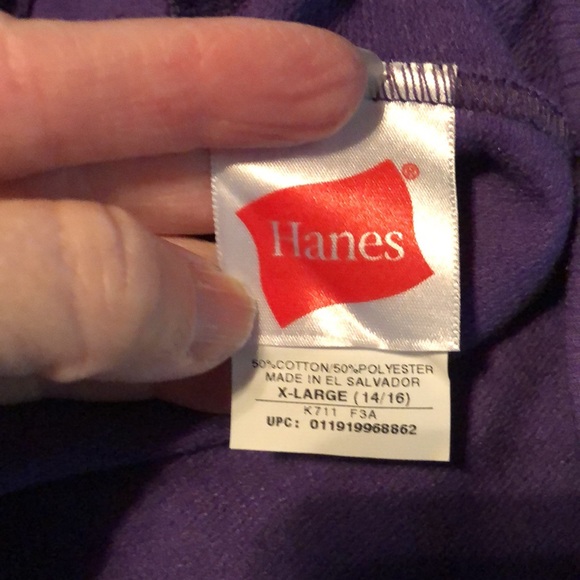 Hanes®
50%COTTON/50%POLYESTER
MADE IN EL SALVADOR
X-LARGE (14/16)
K711 F3A
UPC: 011919968862